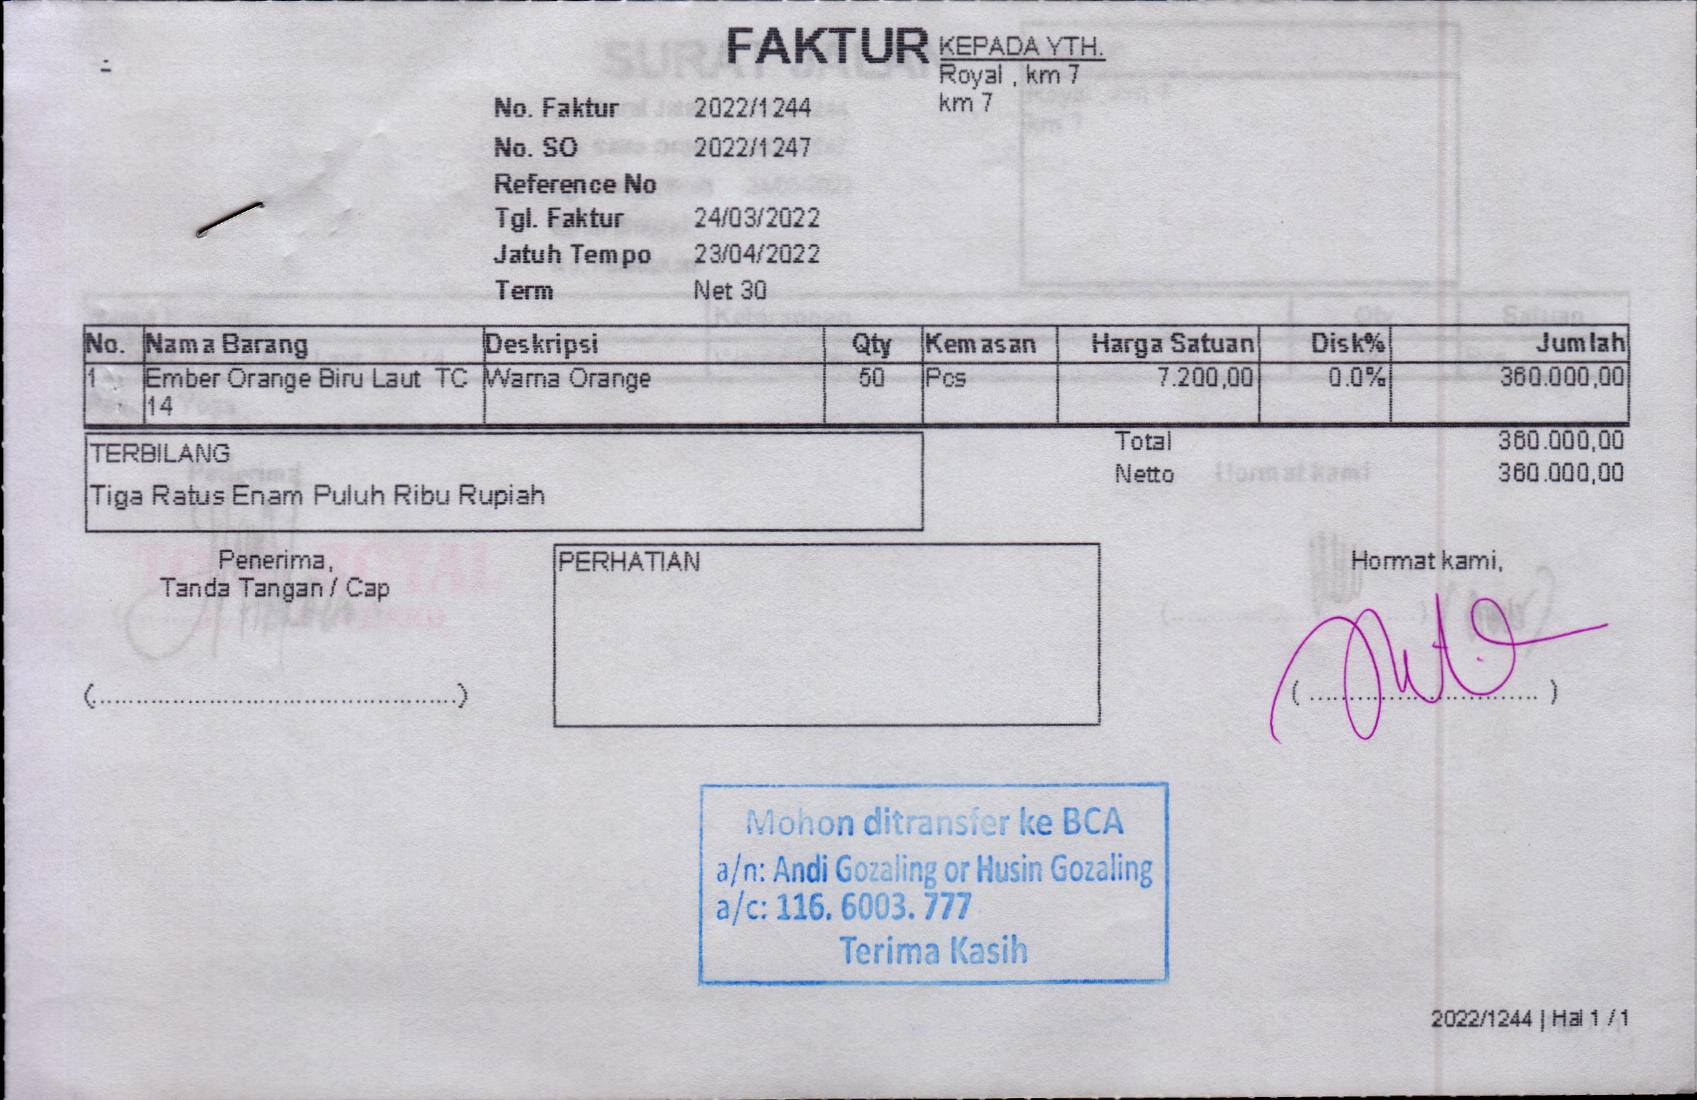 FAKTUR
KEPADA YTH.
Royal , km 7
km 7
No. Faktur 2022/1244
No. SO 2022/1247
Reference No
Tgl. Faktur 24/03/2022
Jatuh Tempo 23/04/2022
Term Net 30
No. Nama Barang Deskripsi Qty Kemasan Harga Satuan Disk% Jumlah
1 Ember Orange Biru Laut TC Warna Orange 50 Pcs 7.200,00 0.0% 360.000,00
14
Total 360.000,00
Netto 360.000,00
TERBILANG
Tiga Ratus Enam Puluh Ribu Rupiah
Penerima,
Tanda Tangan / Cap
(..............................................)
PERHATIAN
Hormat kami,
( ............................. )
Mohon ditransfer ke BCA
a/n: Andi Gozaling or Husin Gozaling
a/c: 116. 6003. 777
Terima Kasih
2022/1244 | Hal 1 / 1